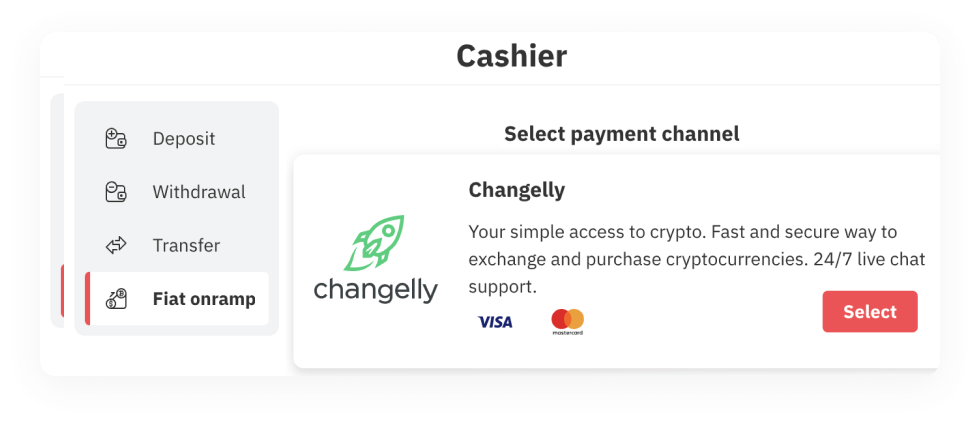 Cashier
Deposit
Withdrawal
Transfer
Fiat onramp
Select payment channel
Changelly
Your simple access to crypto. Fast and secure way to
exchange and purchase cryptocurrencies. 24/7 live chat
support.
changelly
VISA
mastercard
Select